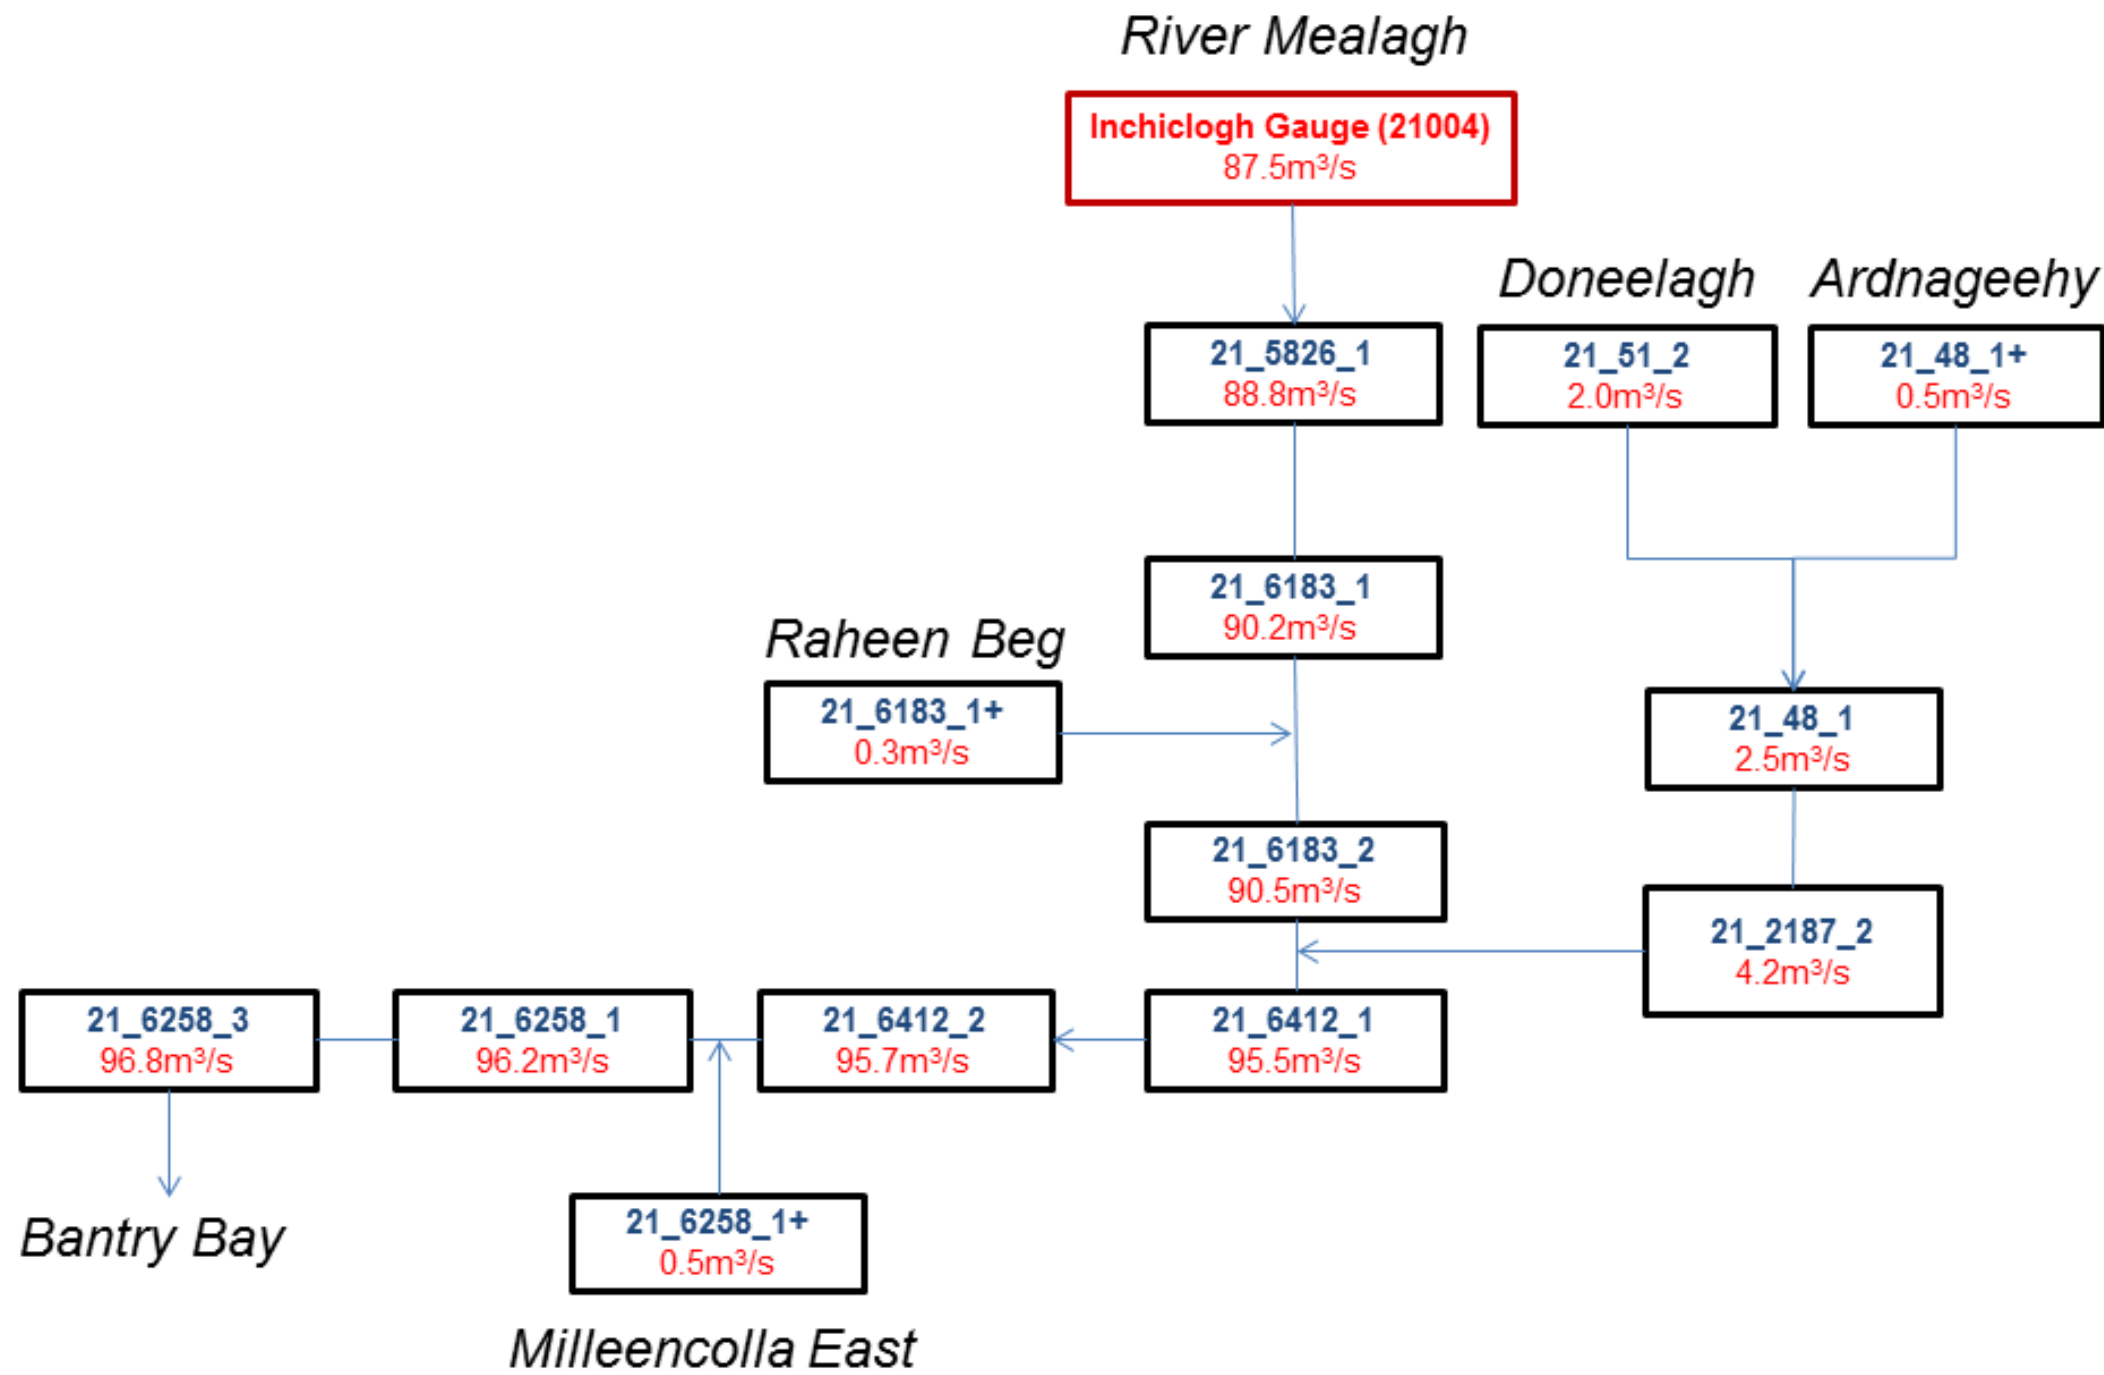 River Mealagh
Inchiclogh Gauge (21004)
87.5m³/s
Doneelagh
Ardnageehy
21_5826_1
88.8m³/s
21_51_2
2.0m³/s
21_48_1+
0.5m³/s
21_6183_1
90.2m³/s
Raheen Beg
21_6183_1+
0.3m³/s
21_48_1
2.5m³/s
21_6183_2
90.5m³/s
21_2187_2
4.2m³/s
21_6258_3
96.8m³/s
21_6258_1
96.2m³/s
21_6412_2
95.7m³/s
21_6412_1
95.5m³/s
Bantry Bay
21_6258_1+
0.5m³/s
Milleencolla East